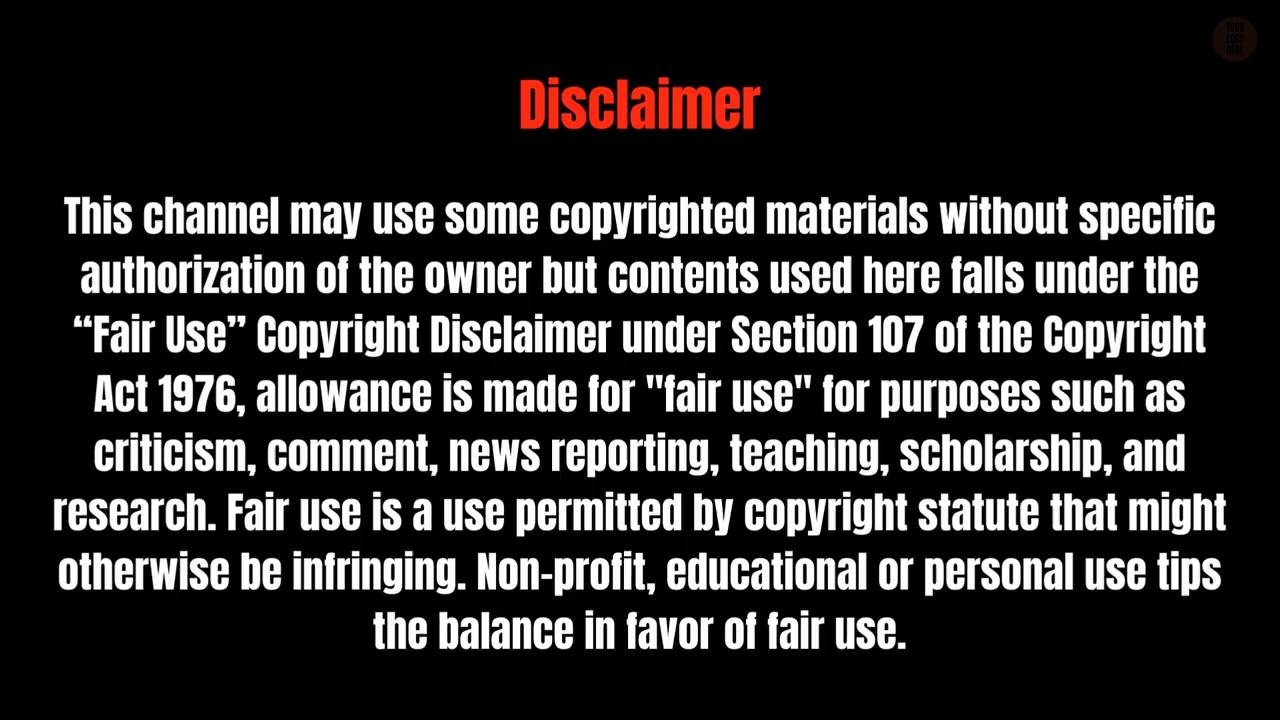 YOUR
LOGO
HERE
Disclaimer
This channel may use some copyrighted materials without specific
authorization of the owner but contents used here falls under the
“Fair Use” Copyright Disclaimer under Section 107 of the Copyright
Act 1976, allowance is made for "fair use" for purposes such as
criticism, comment, news reporting, teaching, scholarship, and
research. Fair use is a use permitted by copyright statute that might
otherwise be infringing. Non-profit, educational or personal use tips
the balance in favor of fair use.